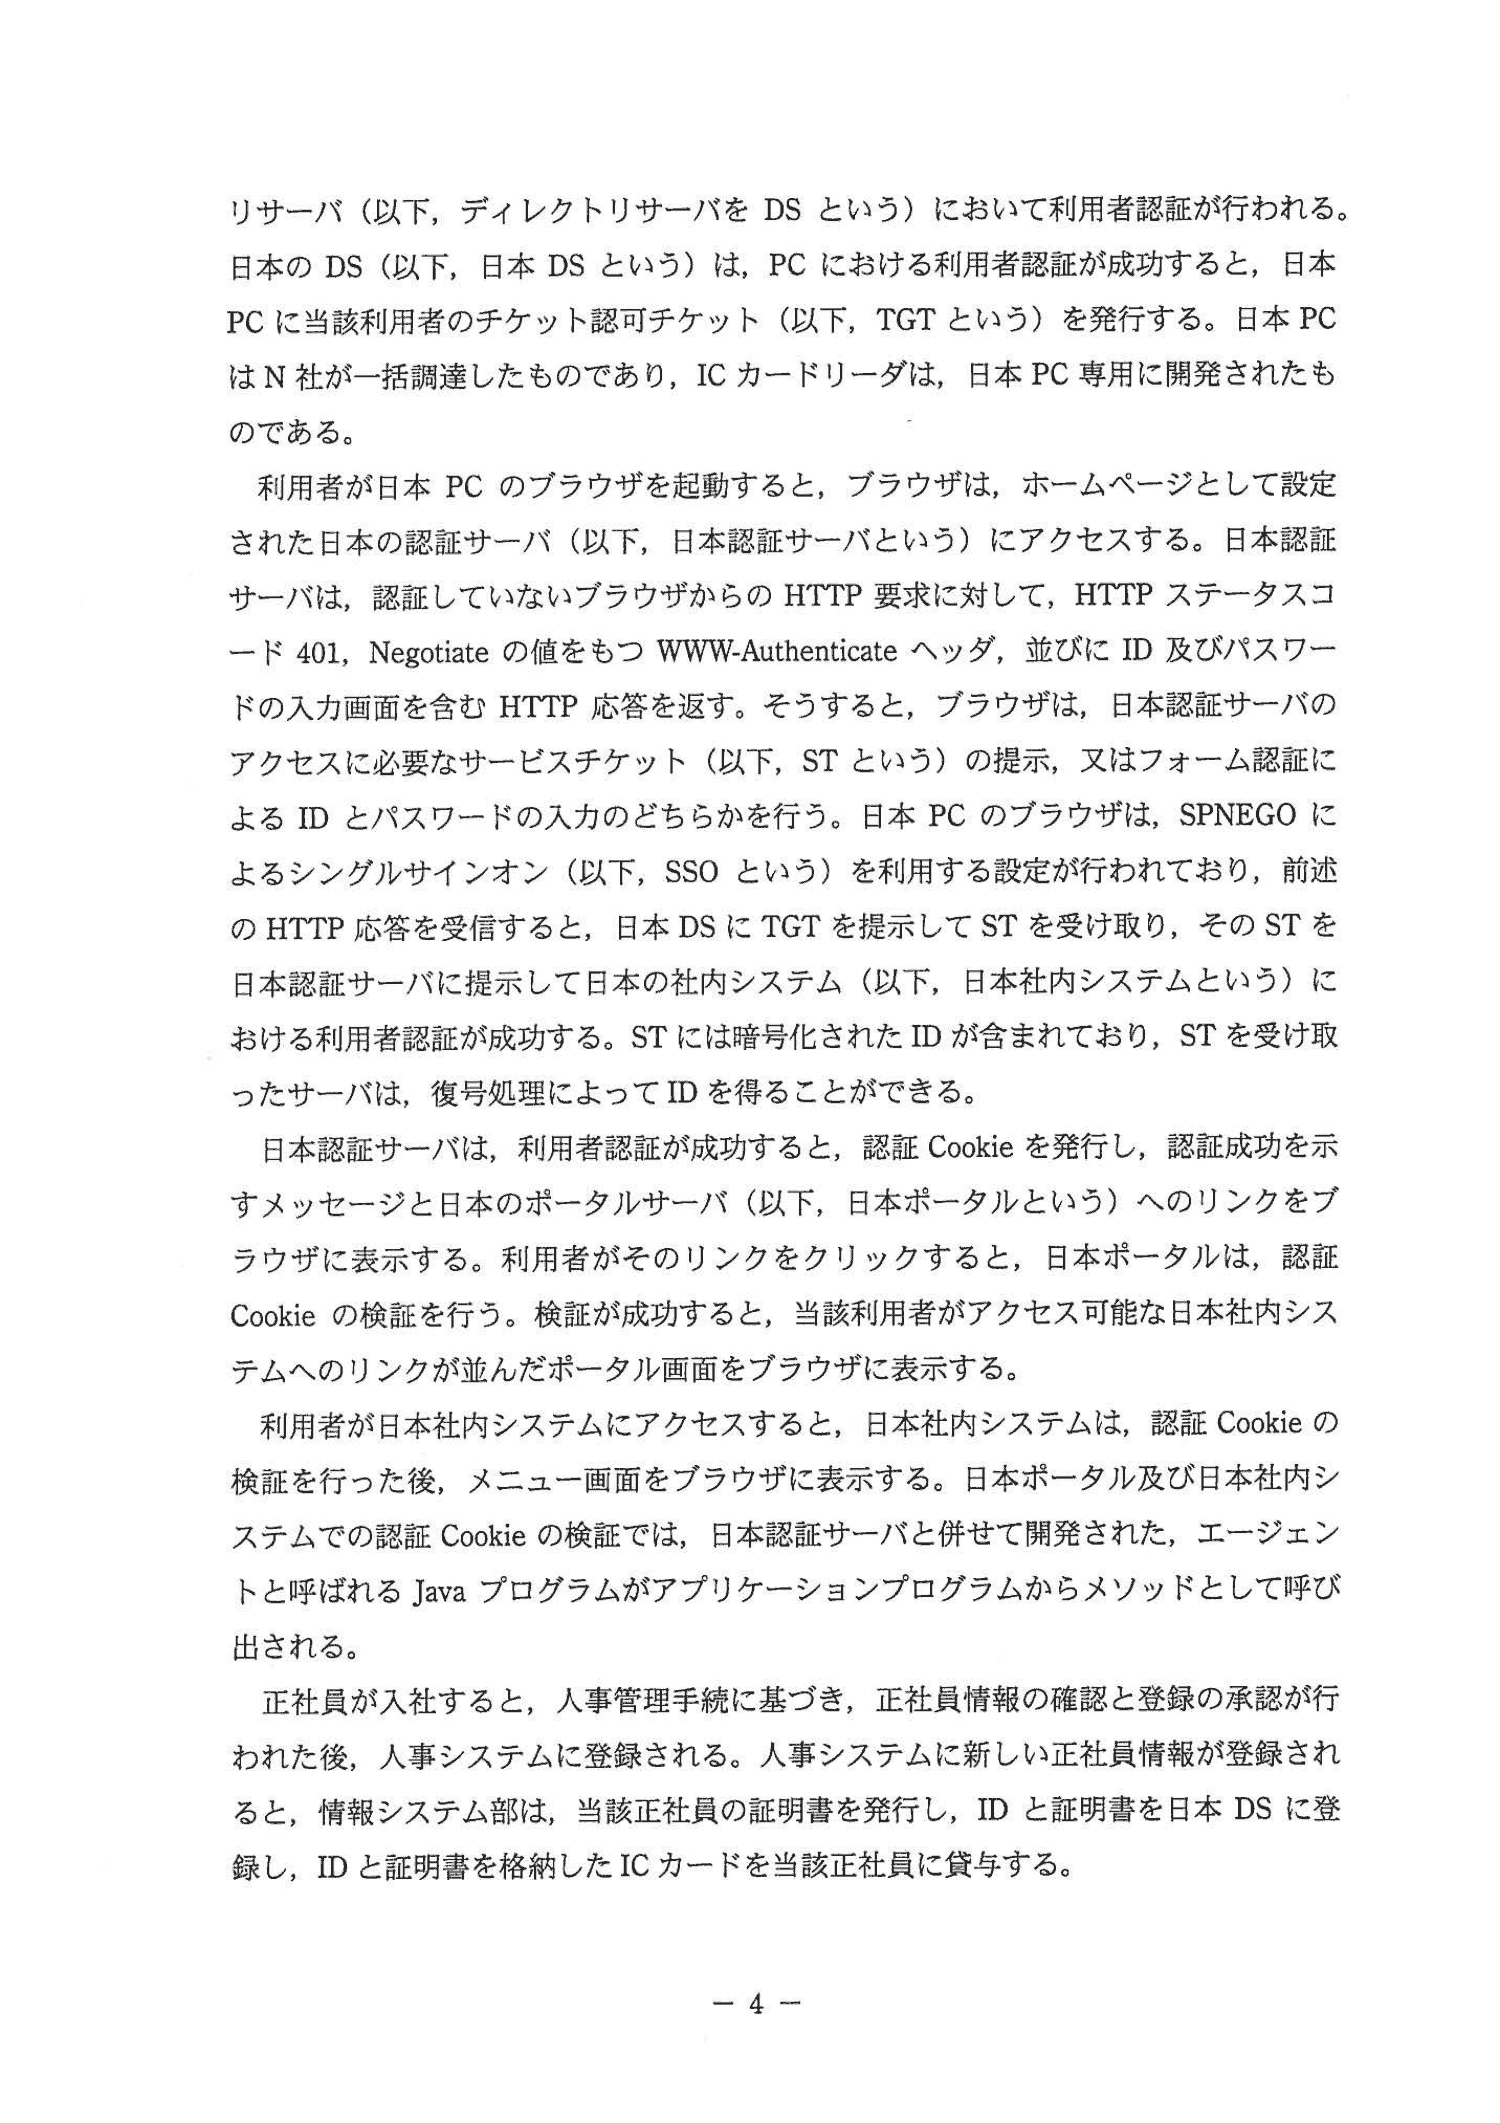 リサーバ（以下，ディレクトリサーバを DS という）において利用者認証が行われる。
日本の DS（以下，日本 DS という）は，PC における利用者認証が成功すると，日本
PC に当該利用者のチケット認可チケット（以下，TGT という）を発行する。日本 PC
は N 社が一括調達したものであり，IC カードリーダは，日本 PC 専用に開発されたも
のである。
利用者が日本 PC のブラウザを起動すると，ブラウザは，ホームページとして設定
された日本の認証サーバ（以下，日本認証サーバという）にアクセスする。日本認証
サーバは，認証していないブラウザからの HTTP 要求に対して，HTTP ステータスコ
ード 401，Negotiate の値をもつ WWW-Authenticate ヘッダ，並びに ID 及びパスワー
ドの入力画面を含む HTTP 応答を返す。そうすると，ブラウザは，日本認証サーバの
アクセスに必要なサービスチケット（以下，ST という）の提示，又はフォーム認証に
よる ID とパスワードの入力のどちらかを行う。日本 PC のブラウザは，SPNEGO に
よるシングルサインオン（以下，SSO という）を利用する設定が行われており，前述
の HTTP 応答を受信すると，日本 DS に TGT を提示して ST を受け取り，その ST を
日本認証サーバに提示して日本の社内システム（以下，日本社内システムという）に
おける利用者認証が成功する。ST には暗号化された ID が含まれており，ST を受け取
ったサーバは，復号処理によって ID を得ることができる。
日本認証サーバは，利用者認証が成功すると，認証 Cookie を発行し，認証成功を示
すメッセージと日本のポータルサーバ（以下，日本ポータルという）へのリンクをブ
ラウザに表示する。利用者がそのリンクをクリックすると，日本ポータルは，認証
Cookie の検証を行う。検証が成功すると，当該利用者がアクセス可能な日本社内シス
テムへのリンクが並んだポータル画面をブラウザに表示する。
利用者が日本社内システムにアクセスすると，日本社内システムは，認証 Cookie の
検証を行った後，メニュー画面をブラウザに表示する。日本ポータル及び日本社内シ
ステムでの認証 Cookie の検証では，日本認証サーバと併せて開発された，エージェン
トと呼ばれる Java プログラムがアプリケーションプログラムからメソッドとして呼び
出される。
正社員が入社すると，人事管理手続に基づき，正社員情報の確認と登録の承認が行
われた後，人事システムに登録される。人事システムに新しい正社員情報が登録され
ると，情報システム部は，当該正社員の証明書を発行し，ID と証明書を日本 DS に登
録し，ID と証明書を格納した IC カードを当該正社員に貸与する。
－ 4 －